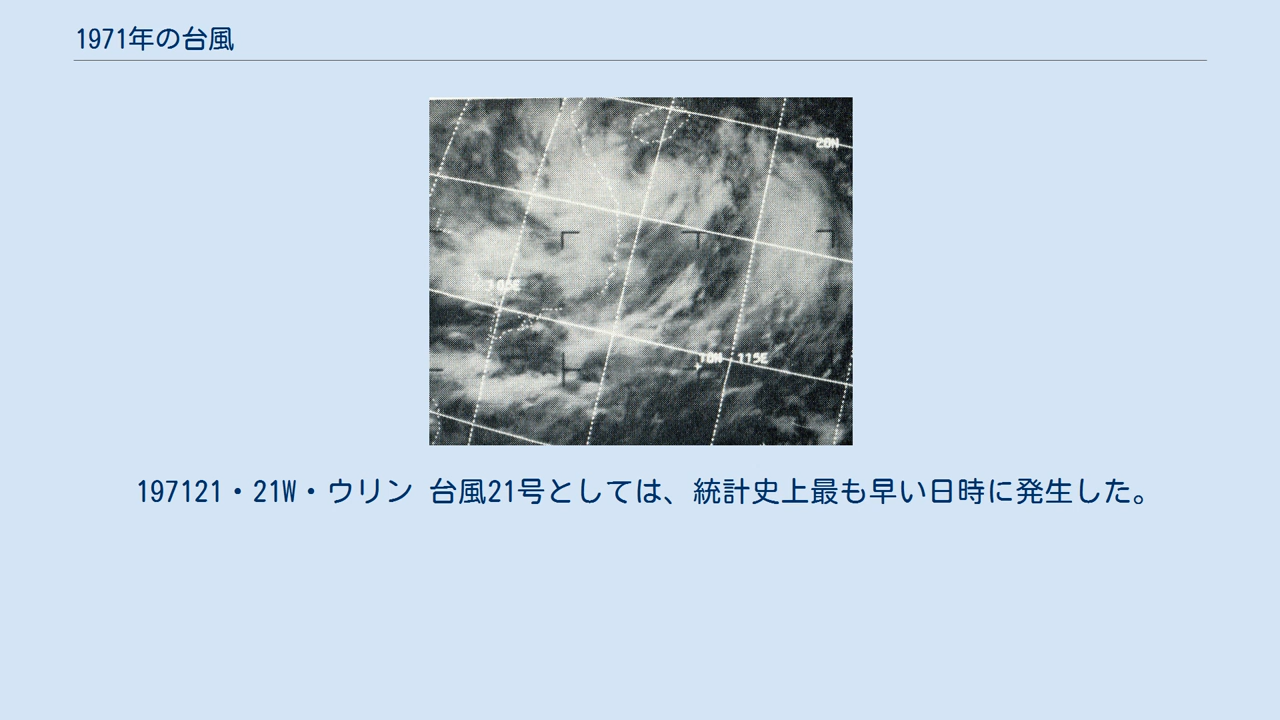 1971年の台風
20N
105E
10N 115E
197121・21W・ウリン 台風21号としては、統計史上最も早い日時に発生した。